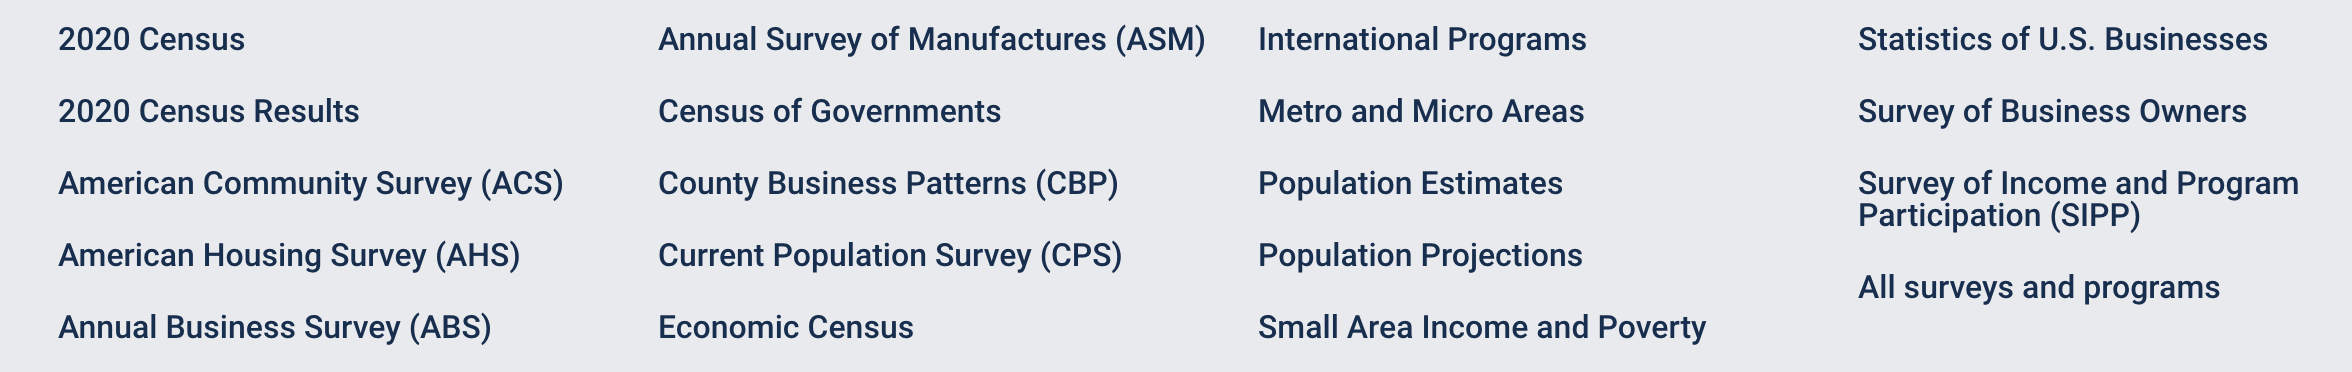 2020 Census
2020 Census Results
American Community Survey (ACS)
American Housing Survey (AHS)
Annual Business Survey (ABS)
Annual Survey of Manufactures (ASM)
Census of Governments
County Business Patterns (CBP)
Current Population Survey (CPS)
Economic Census
International Programs
Metro and Micro Areas
Population Estimates
Population Projections
Small Area Income and Poverty
Statistics of U.S. Businesses
Survey of Business Owners
Survey of Income and Program
Participation (SIPP)
All surveys and programs